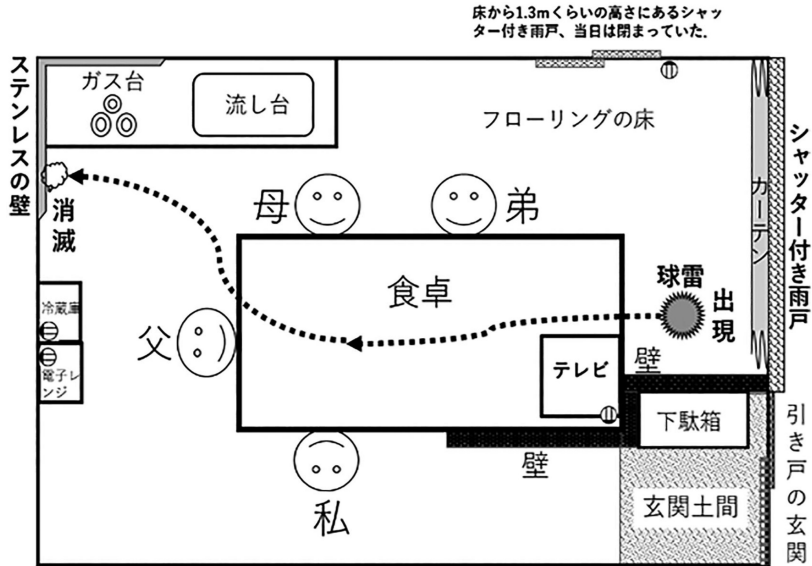 床から1.3mくらいの高さにあるシャッ
ター付き雨戸、当日は閉まっていた.
ステンレスの壁
ガス台
流し台
フローリングの床
シャッター付き雨戸
カーテン
消滅
母
弟
食卓
球雷
出現
冷蔵庫
父
電子レ
ンジ
テレビ
壁
下駄箱
壁
私
玄関土間
引き戸の玄関